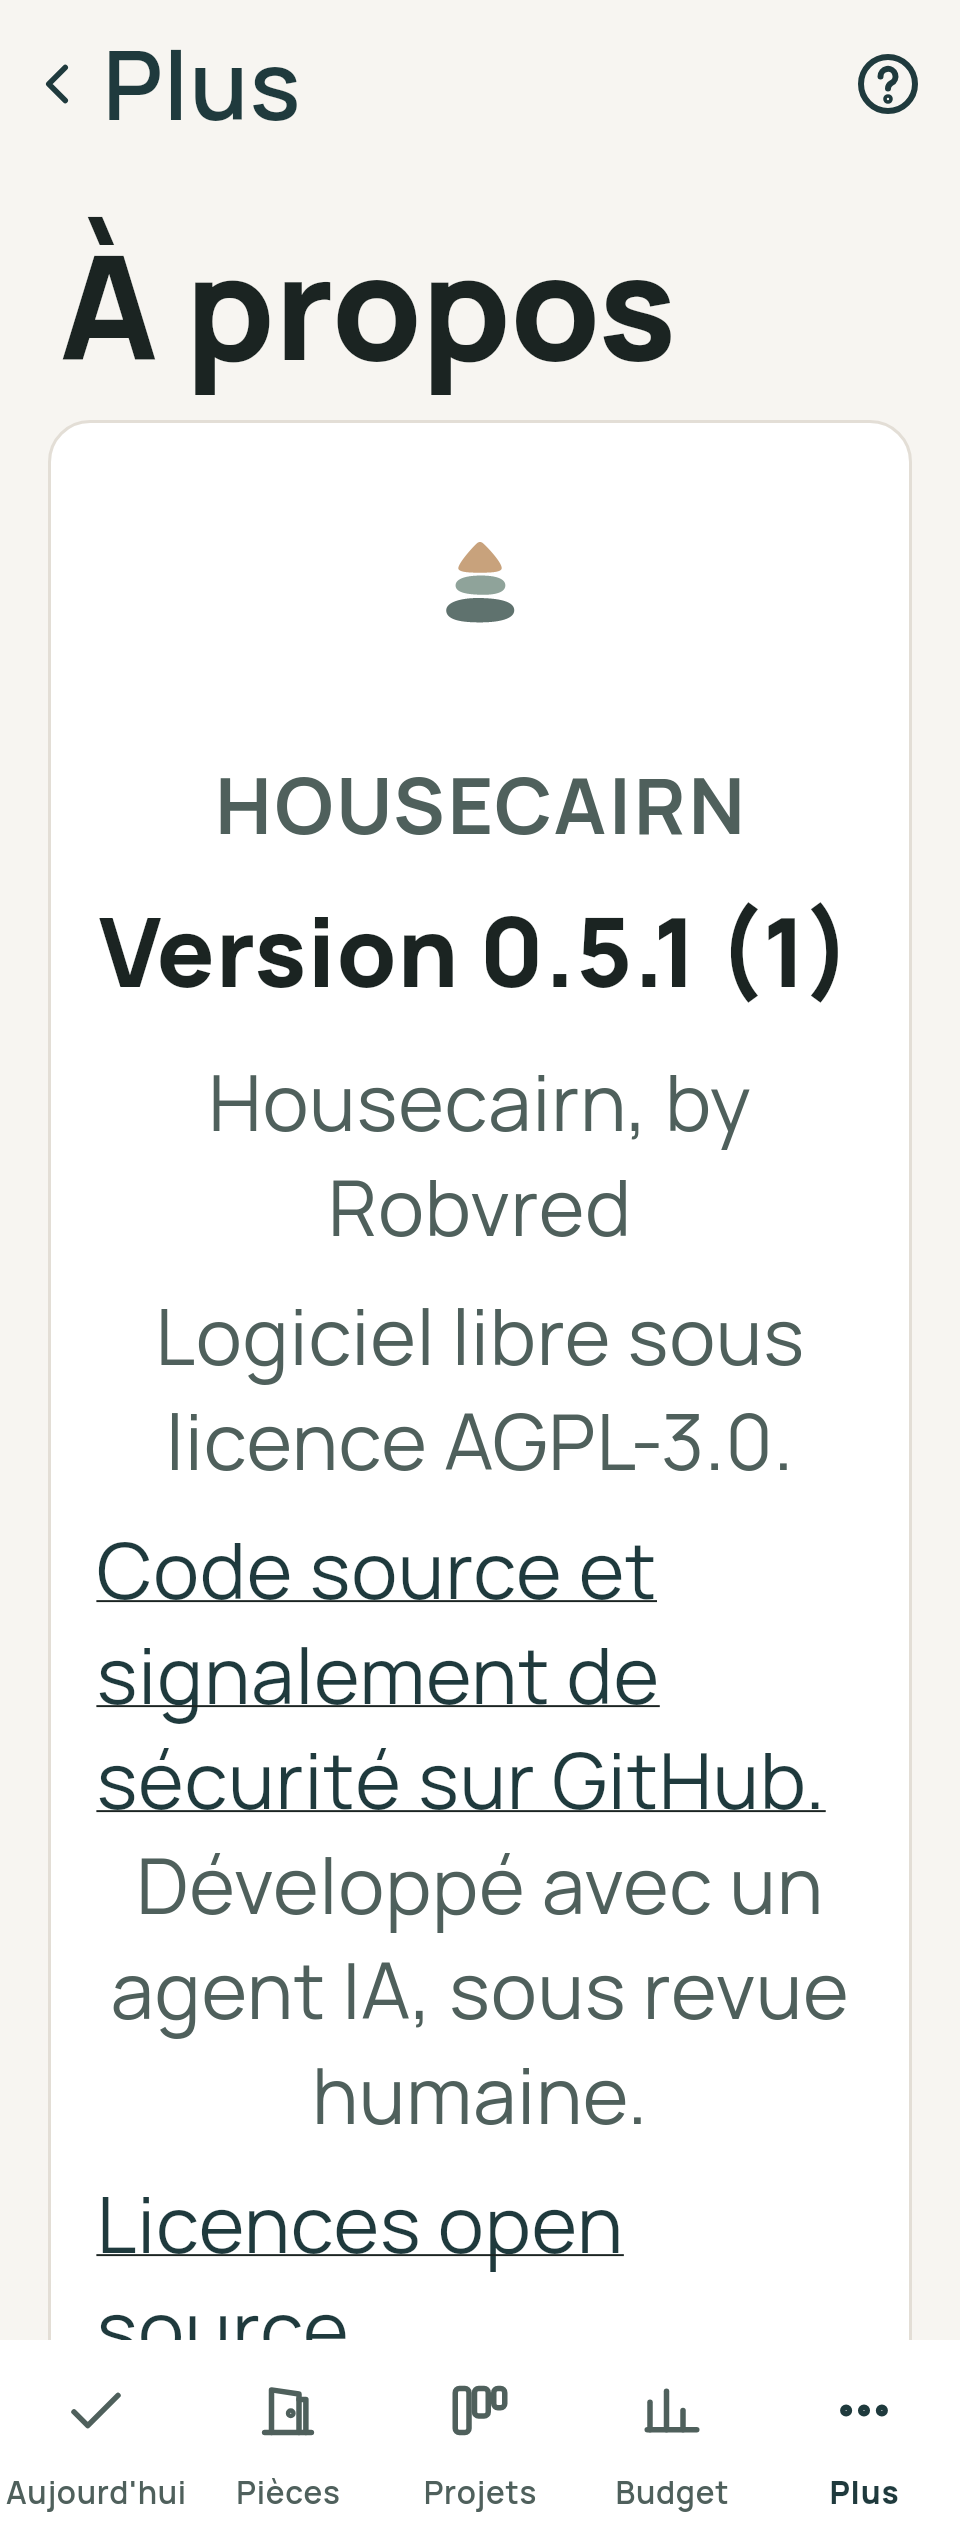 Plus
À propos
HOUSECAIRN
Version 0.5.1 (1)
Housecairn, by
Robvred
Logiciel libre sous
licence AGPL-3.0.
Code source et
signalement de
sécurité sur GitHub.
Développé avec un
agent IA, sous revue
humaine.
Licences open
source
Aujourd'hui
Pièces
Projets
Budget
Plus